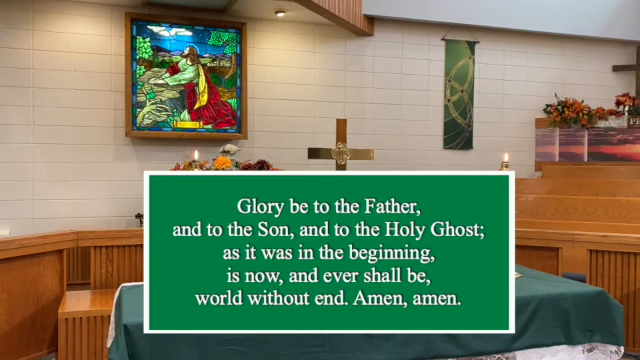 Glory be to the Father,
and to the Son, and to the Holy Ghost;
as it was in the beginning,
is now, and ever shall be,
world without end. Amen, amen.